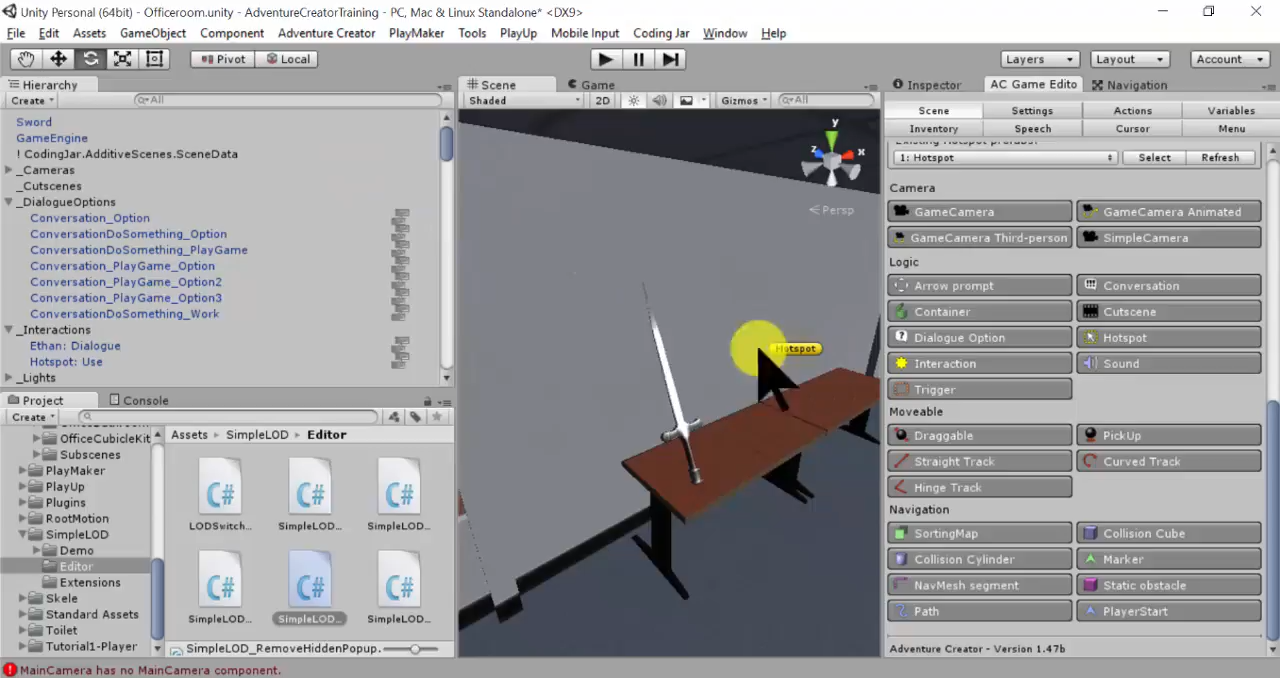 Unity Personal (64bit) - Officeroom.unity - AdventureCreatorTraining - PC, Mac & Linux Standalone* <DX9>
File Edit Assets GameObject Component Adventure Creator PlayMaker Tools PlayUp Mobile Input Coding Jar Window Help
Pivot Local Layers Layout Account
Hierarchy
Create All
Sword
GameEngine
! CodingJar.AdditiveScenes.SceneData
_Cameras
_Cutscenes
_DialogueOptions
Conversation_Option
ConversationDoSomething_Option
ConversationDoSomething_PlayGame
Conversation_PlayGame_Option
Conversation_PlayGame_Option2
Conversation_PlayGame_Option3
ConversationDoSomething_Work
_Interactions
Ethan: Dialogue
Hotspot: Use
_Lights
Project Console
Create
OfficeCubicleKit
Subscenes
PlayMaker
PlayUp
Plugins
RootMotion
SimpleLOD
Demo
Editor
Extensions
Skele
Standard Assets
Toilet
Tutorial1-Player
Assets SimpleLOD Editor
C# C# C#
LODSwitch... SimpleLOD... SimpleLOD...
C# C# C#
SimpleLOD... SimpleLOD... SimpleLOD...
SimpleLOD_RemoveHiddenPopup.
Scene Game
Shaded 2D Gizmos All
y
z x
Persp
Hotspot
Inspector AC Game Edito Navigation
Scene Settings Actions Variables
Inventory Speech Cursor Menu
Existing Hotspot prefabs:
1: Hotspot Select Refresh
Camera
GameCamera GameCamera Animated
GameCamera Third-person SimpleCamera
Logic
Arrow prompt Conversation
Container Cutscene
Dialogue Option Hotspot
Interaction Sound
Trigger
Moveable
Draggable PickUp
Straight Track Curved Track
Hinge Track
Navigation
SortingMap Collision Cube
Collision Cylinder Marker
NavMesh segment Static obstacle
Path PlayerStart
Adventure Creator - Version 1.47b
MainCamera has no MainCamera component.